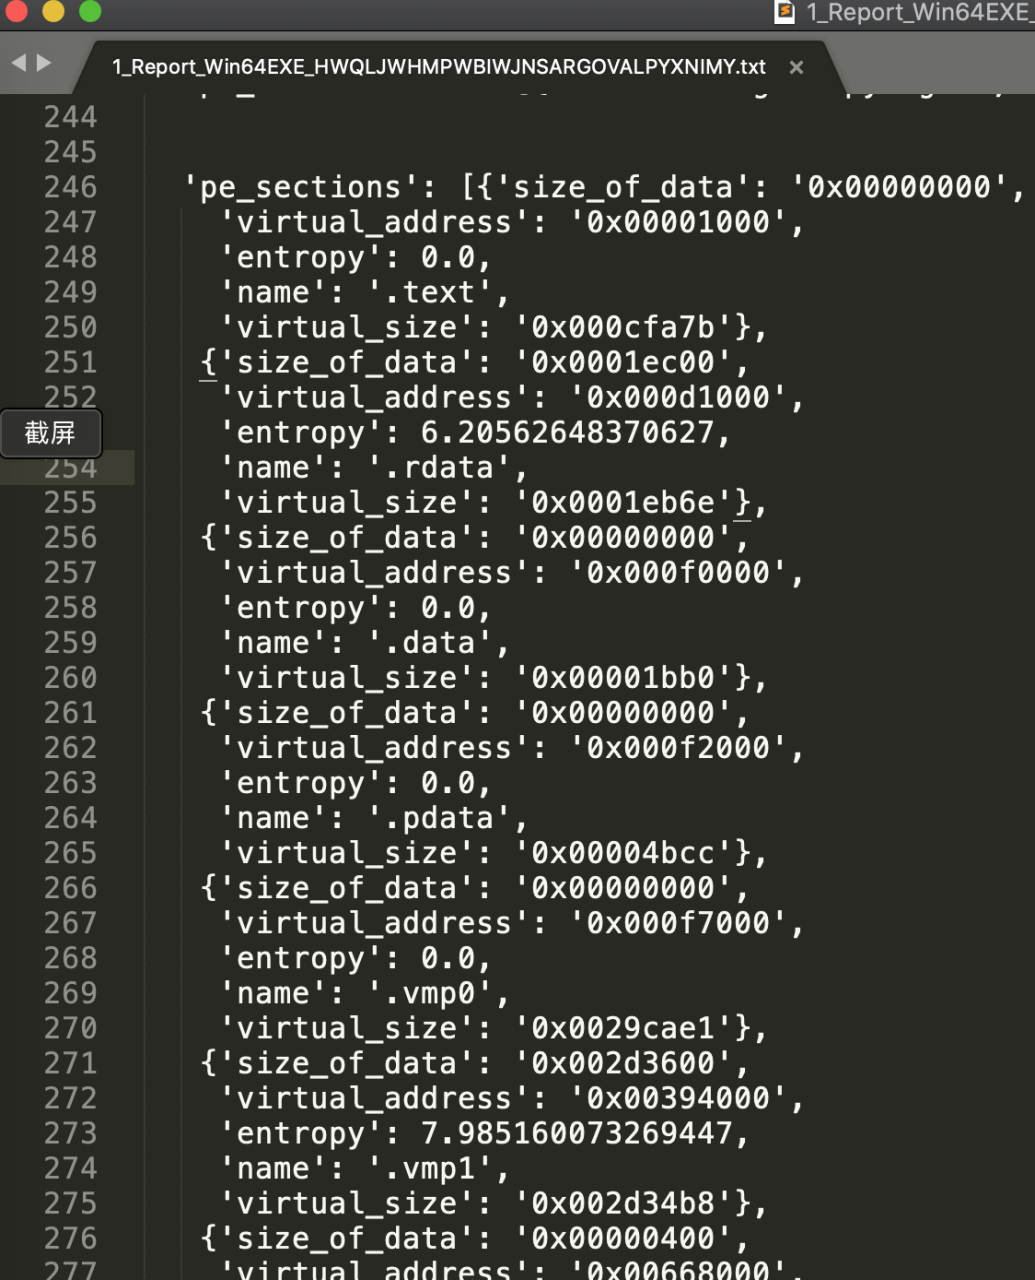 1_Report_Win64EXE_
1_Report_Win64EXE_HWQLJWHMPWBIWJNSARGOVALPYXNIMY.txt ×
244
245
246 'pe_sections': [{'size_of_data': '0x00000000',
247 'virtual_address': '0x00001000',
248 'entropy': 0.0,
249 'name': '.text',
250 'virtual_size': '0x000cfa7b'},
251 {'size_of_data': '0x0001ec00',
252 'virtual_address': '0x000d1000',
截屏 'entropy': 6.20562648370627,
254 'name': '.rdata',
255 'virtual_size': '0x0001eb6e'},
256 {'size_of_data': '0x00000000',
257 'virtual_address': '0x000f0000',
258 'entropy': 0.0,
259 'name': '.data',
260 'virtual_size': '0x00001bb0'},
261 {'size_of_data': '0x00000000',
262 'virtual_address': '0x000f2000',
263 'entropy': 0.0,
264 'name': '.pdata',
265 'virtual_size': '0x00004bcc'},
266 {'size_of_data': '0x00000000',
267 'virtual_address': '0x000f7000',
268 'entropy': 0.0,
269 'name': '.vmp0',
270 'virtual_size': '0x0029cae1'},
271 {'size_of_data': '0x002d3600',
272 'virtual_address': '0x00394000',
273 'entropy': 7.985160073269447,
274 'name': '.vmp1',
275 'virtual_size': '0x002d34b8'},
276 {'size_of_data': '0x00000400',
277 'virtual_address': '0x00668000',